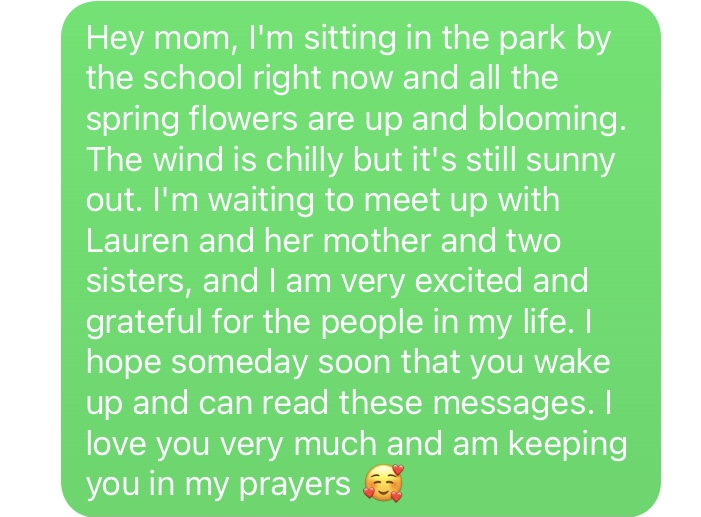 Hey mom, I'm sitting in the park by
the school right now and all the
spring flowers are up and blooming.
The wind is chilly but it's still sunny
out. I'm waiting to meet up with
Lauren and her mother and two
sisters, and I am very excited and
grateful for the people in my life. I
hope someday soon that you wake
up and can read these messages. I
love you very much and am keeping
you in my prayers 🥰